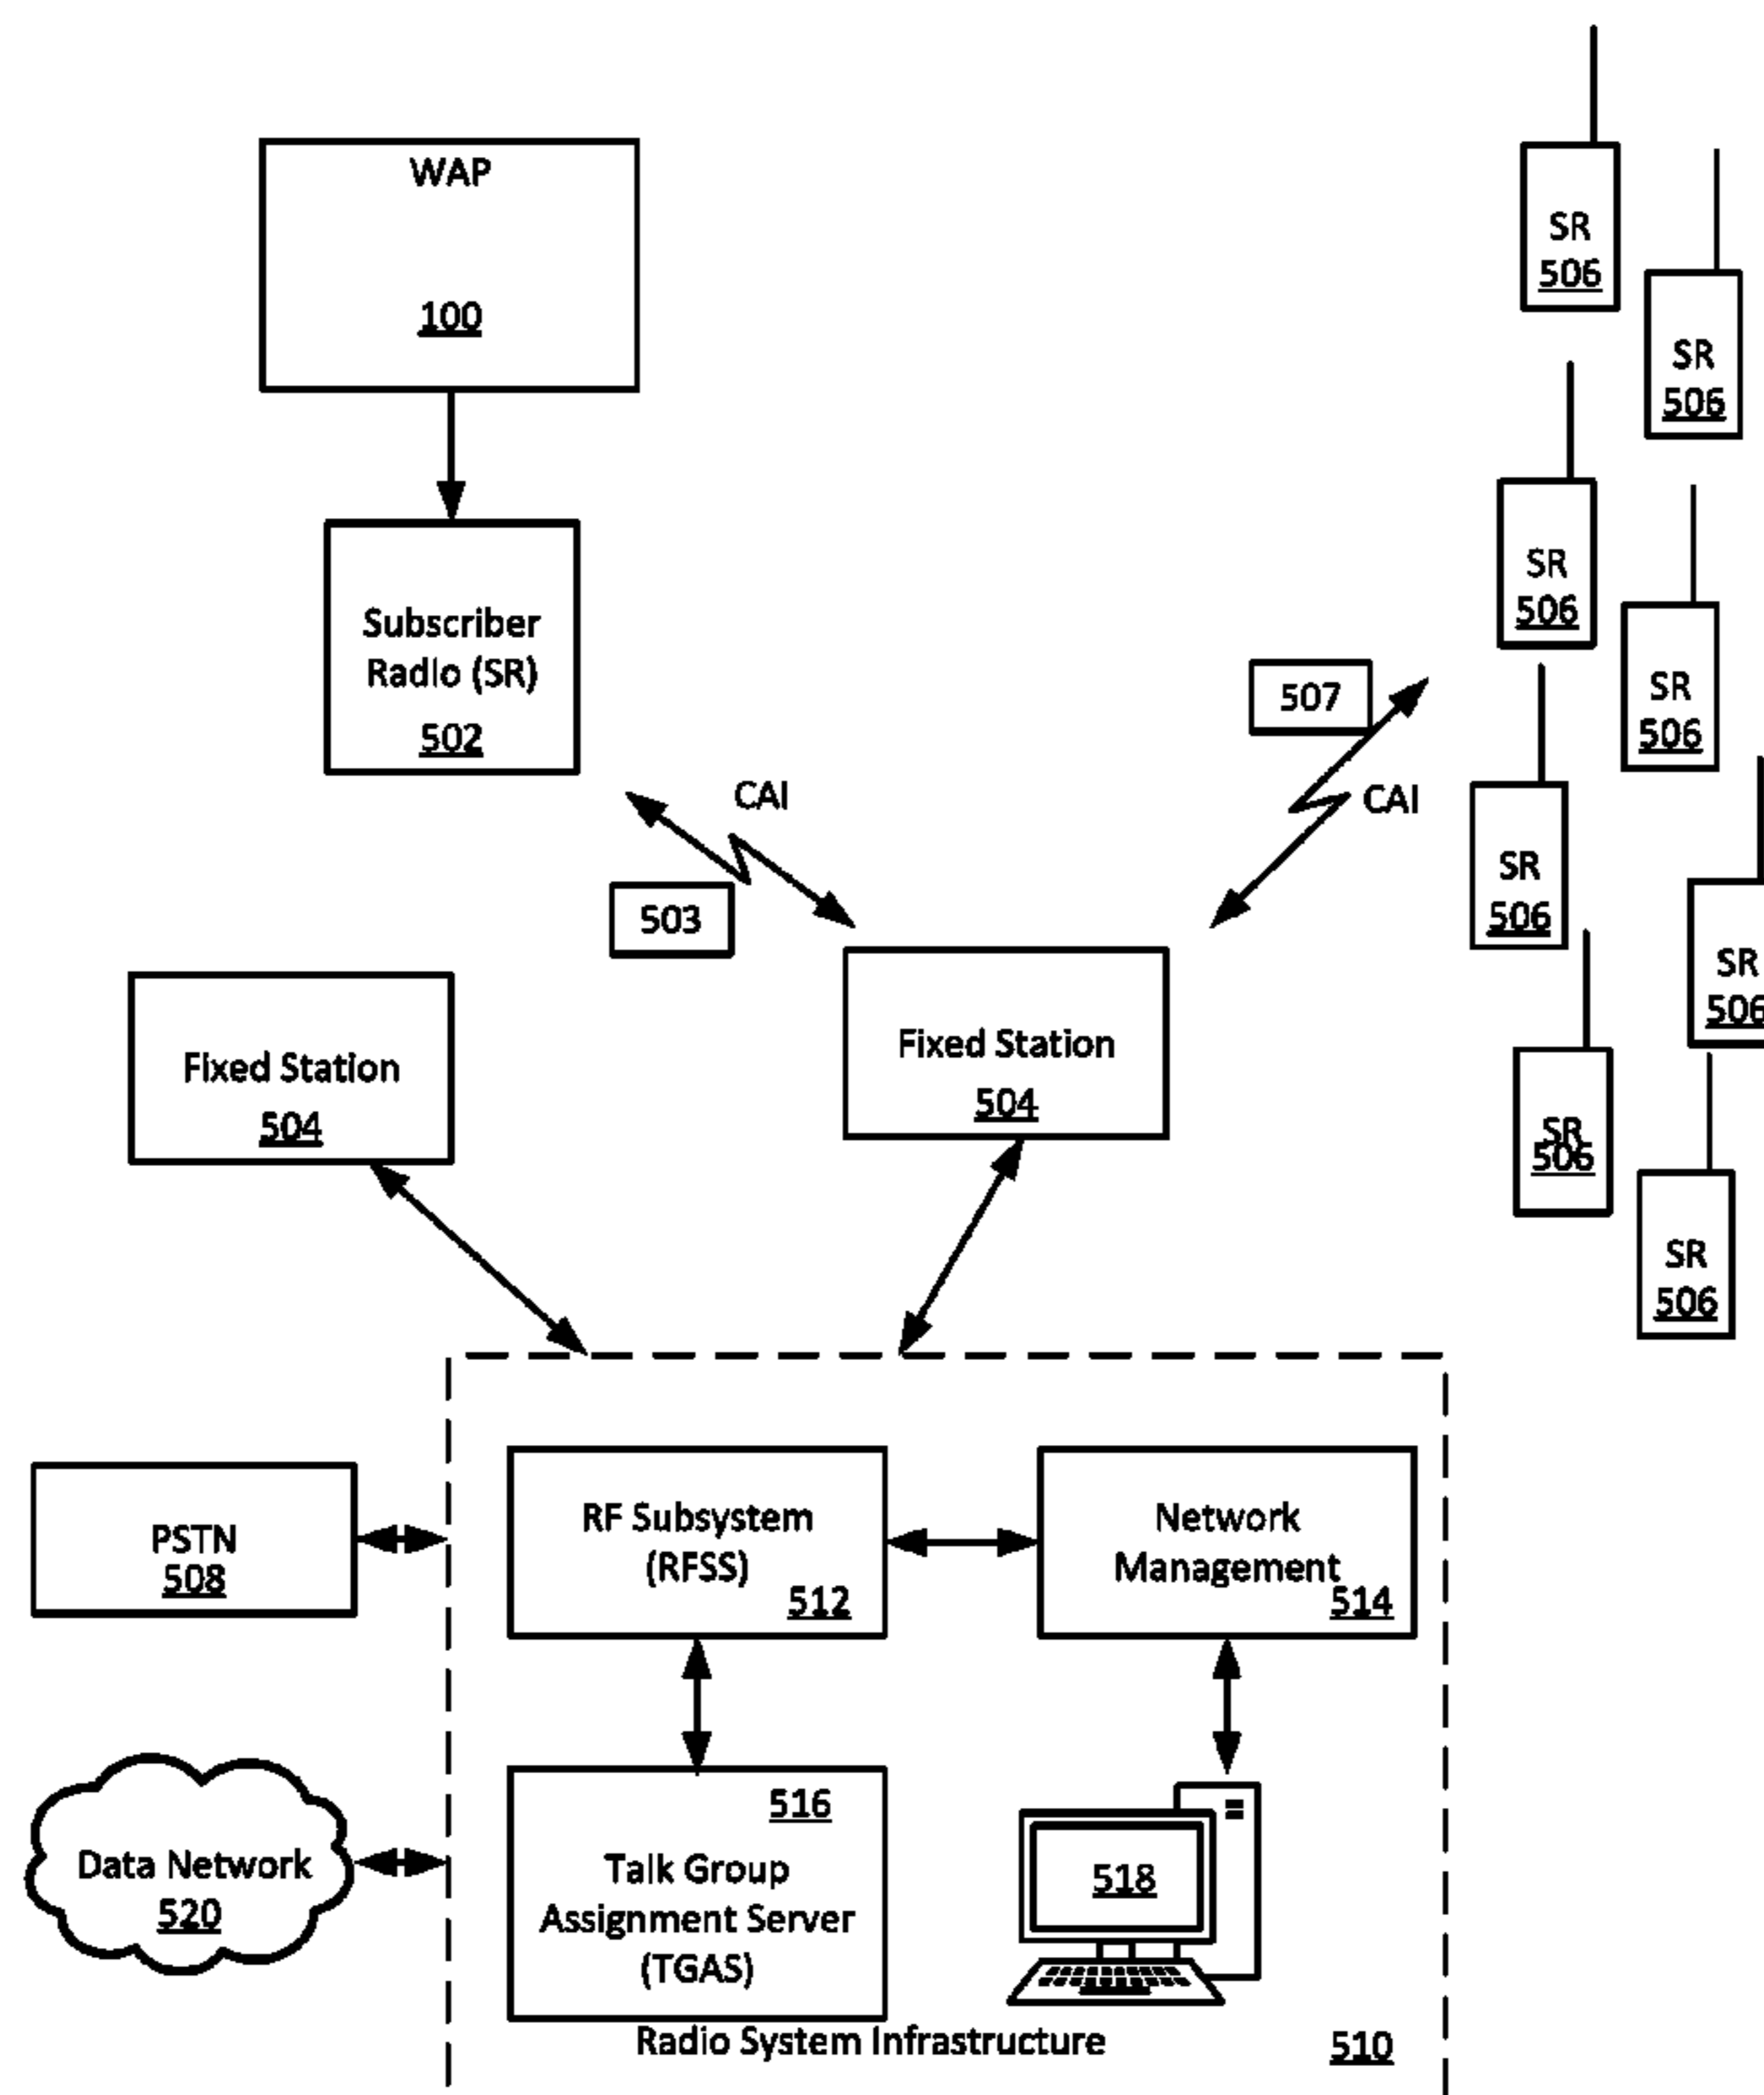 WAP
100
SR
506
SR
506
Subscriber
Radio (SR)
502
SR
506
SR
506
507
CAI
CAI
503
SR
506
SR
506
Fixed Station
504
Fixed Station
504
SR
506
SR
506
PSTN
508
RF Subsystem
(RFSS)
512
Network
Management
514
Data Network
520
516
Talk Group
Assignment Server
(TGAS)
518
Radio System Infrastructure
510